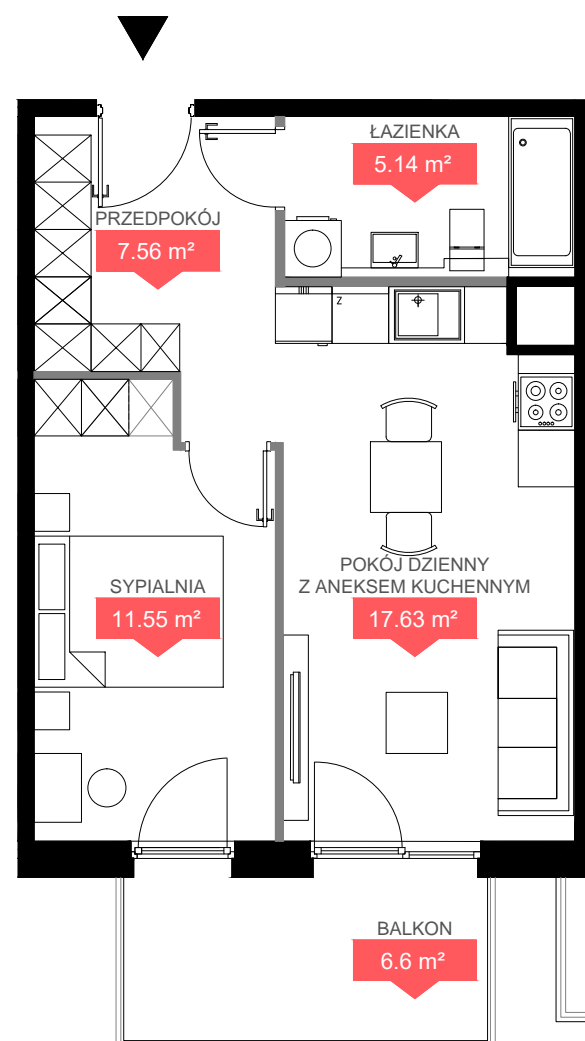 ŁAZIENKA
5.14 m²
PRZEDPOKÓJ
7.56 m²
Z
POKÓJ DZIENNY
Z ANEKSEM KUCHENNYM
17.63 m²
SYPIALNIA
11.55 m²
BALKON
6.6 m²